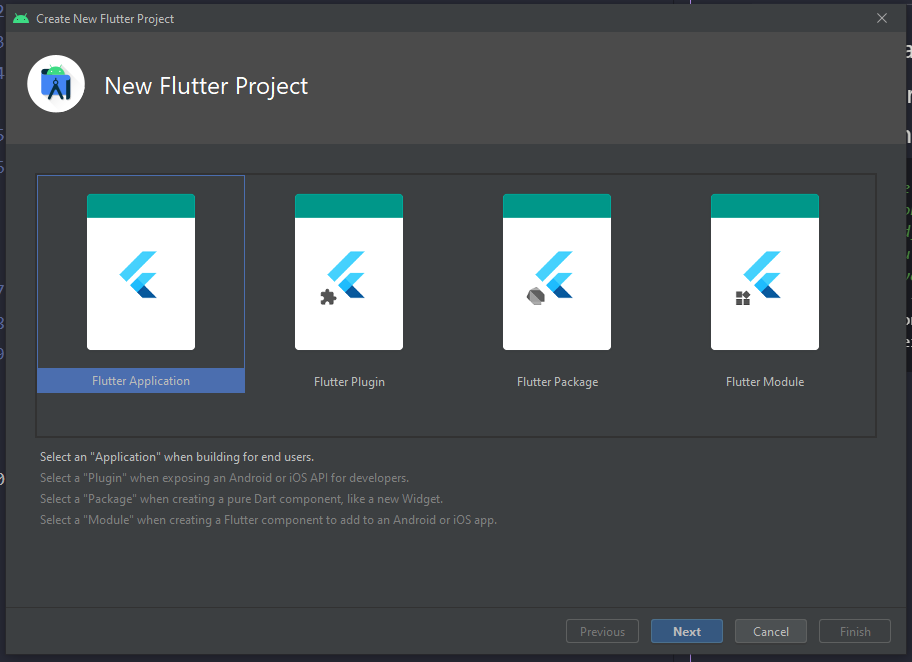 Create New Flutter Project
New Flutter Project
Flutter Application
Flutter Plugin
Flutter Package
Flutter Module
Select an "Application" when building for end users.
Select a "Plugin" when exposing an Android or iOS API for developers.
Select a "Package" when creating a pure Dart component, like a new Widget.
Select a "Module" when creating a Flutter component to add to an Android or iOS app.
Previous
Next
Cancel
Finish